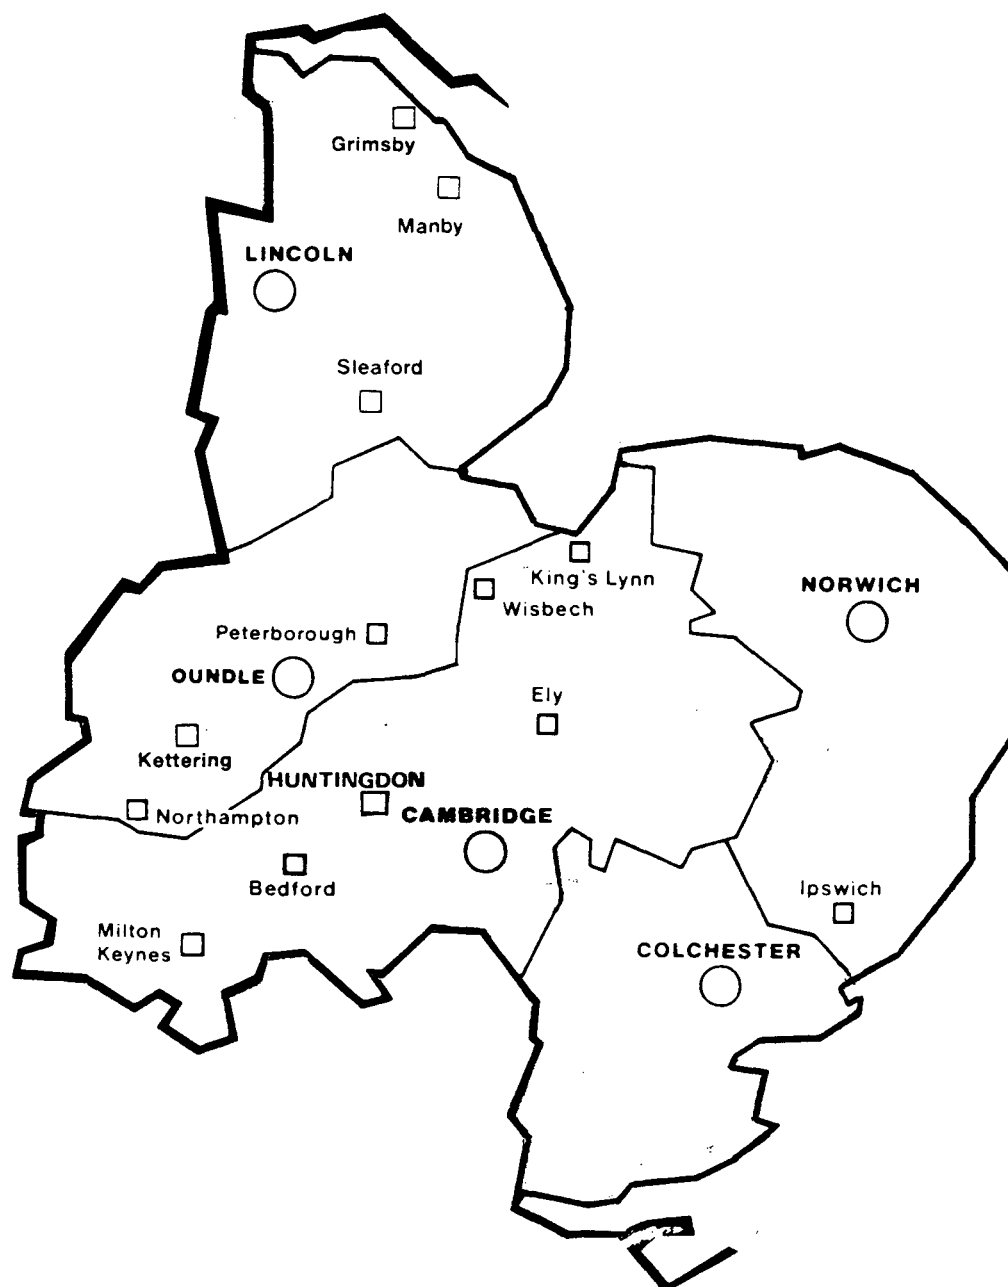 Grimsby
Manby
LINCOLN
Sleaford
King's Lynn
NORWICH
Wisbech
Peterborough
OUNDLE
Ely
Kettering
HUNTINGDON
Northampton
CAMBRIDGE
Bedford
Ipswich
Milton
Keynes
COLCHESTER